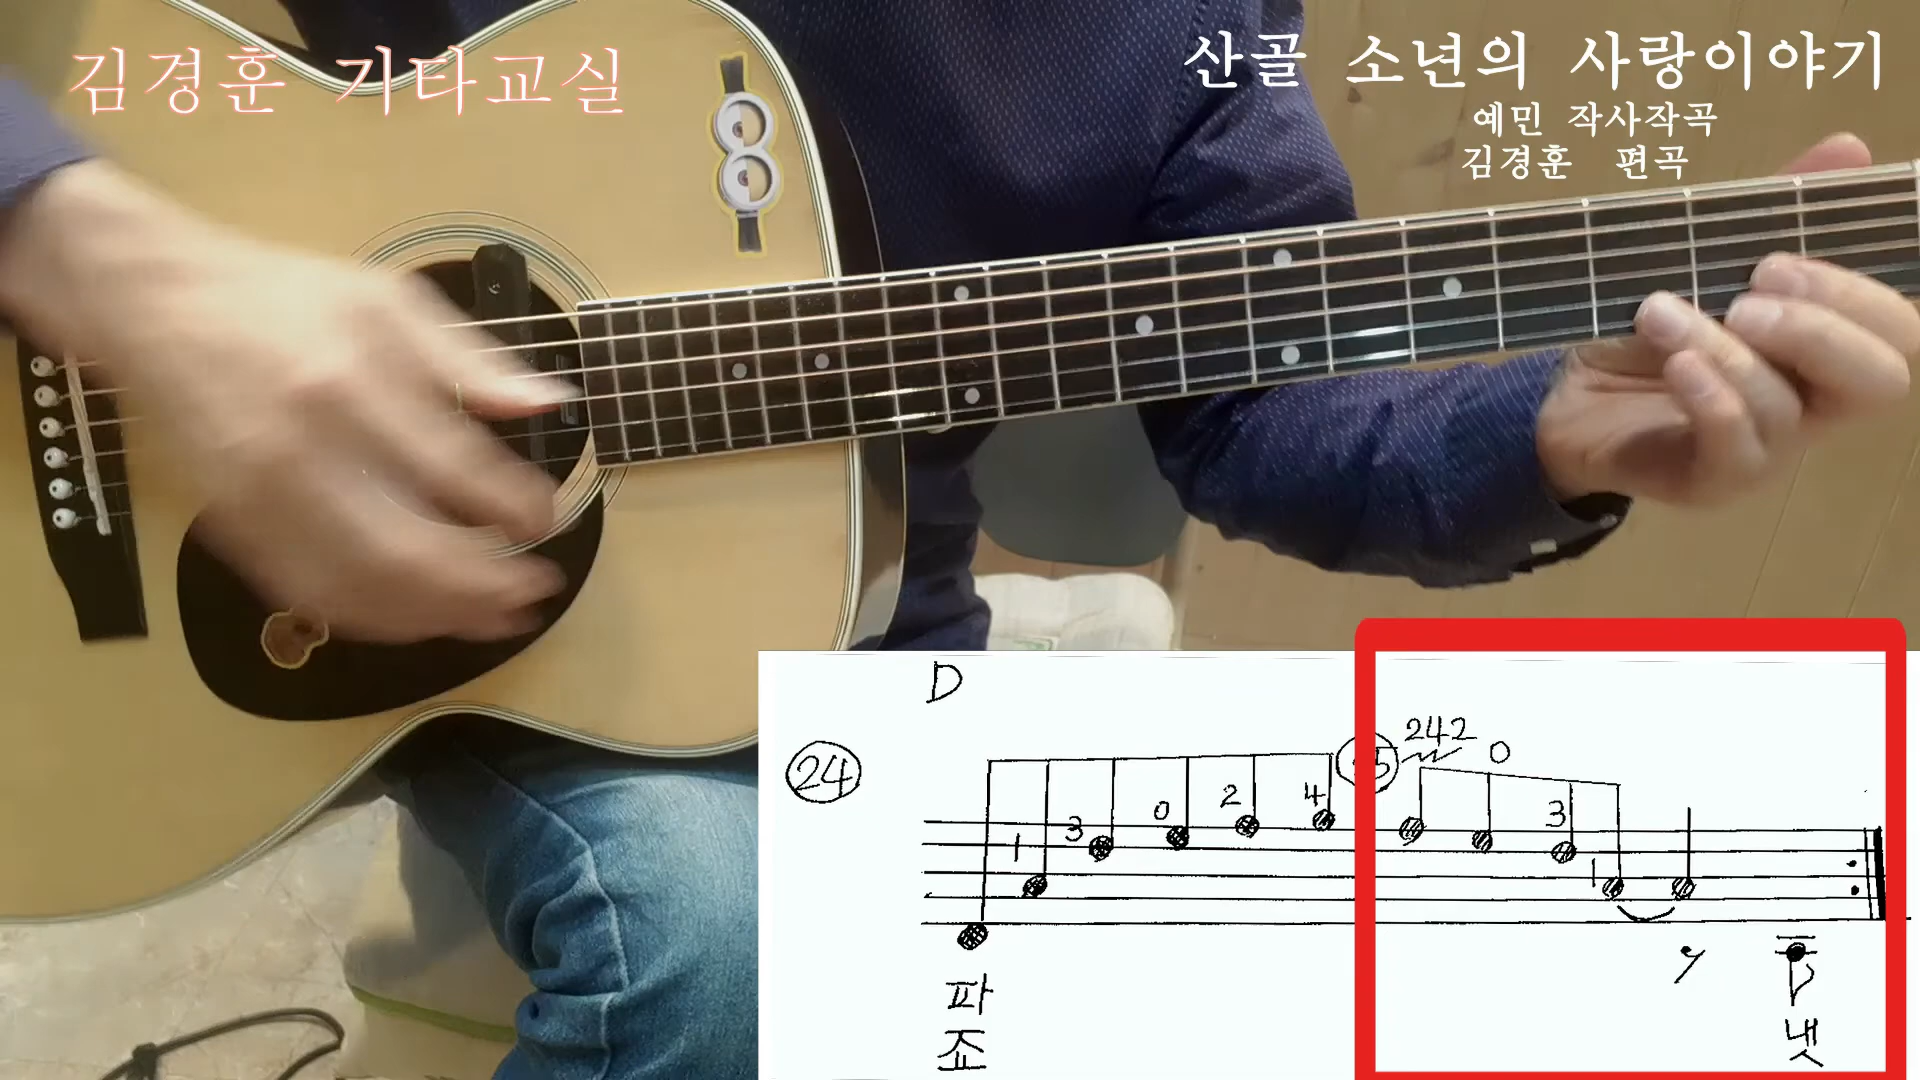 김경훈 기타교실
산골 소년의 사랑이야기
예민 작사작곡
김경훈 편곡
D
24
242
0
1 3 0 2 4
3
1
파
죠
냇